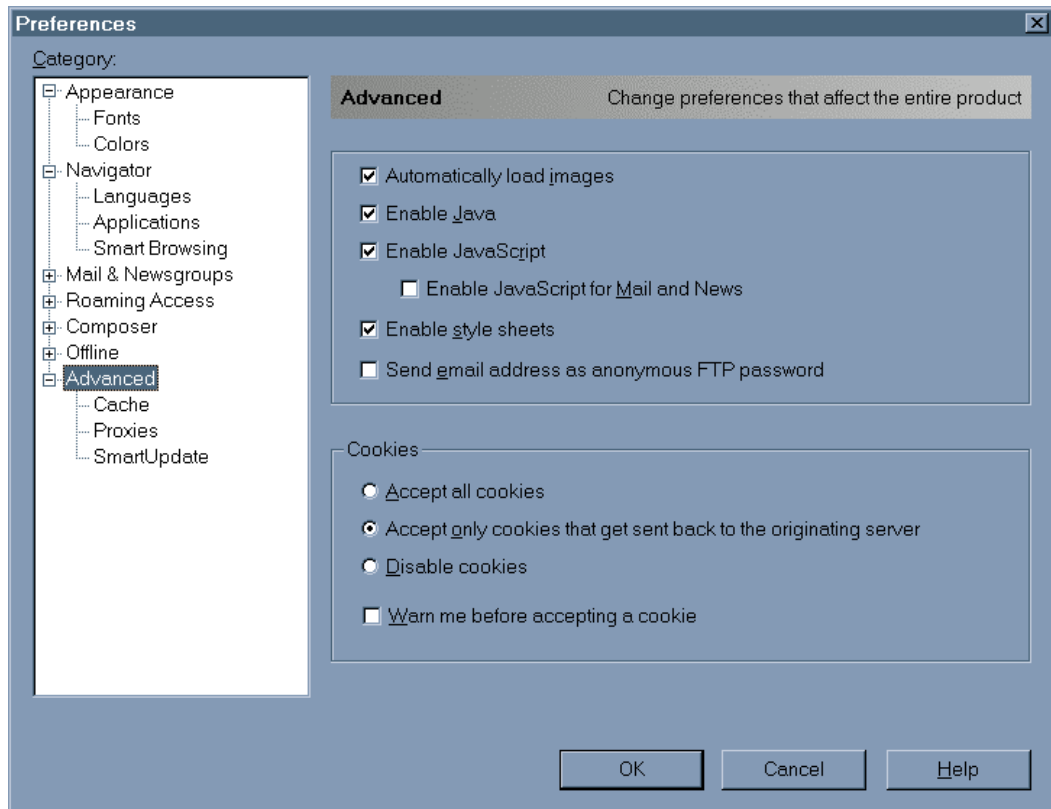 Preferences
Category:
Appearance
Fonts
Colors
Navigator
Languages
Applications
Smart Browsing
Mail & Newsgroups
Roaming Access
Composer
Offline
Advanced
Cache
Proxies
SmartUpdate
Advanced Change preferences that affect the entire product
Automatically load images
Enable Java
Enable JavaScript
Enable JavaScript for Mail and News
Enable style sheets
Send email address as anonymous FTP password
Cookies
Accept all cookies
Accept only cookies that get sent back to the originating server
Disable cookies
Warn me before accepting a cookie
OK Cancel Help